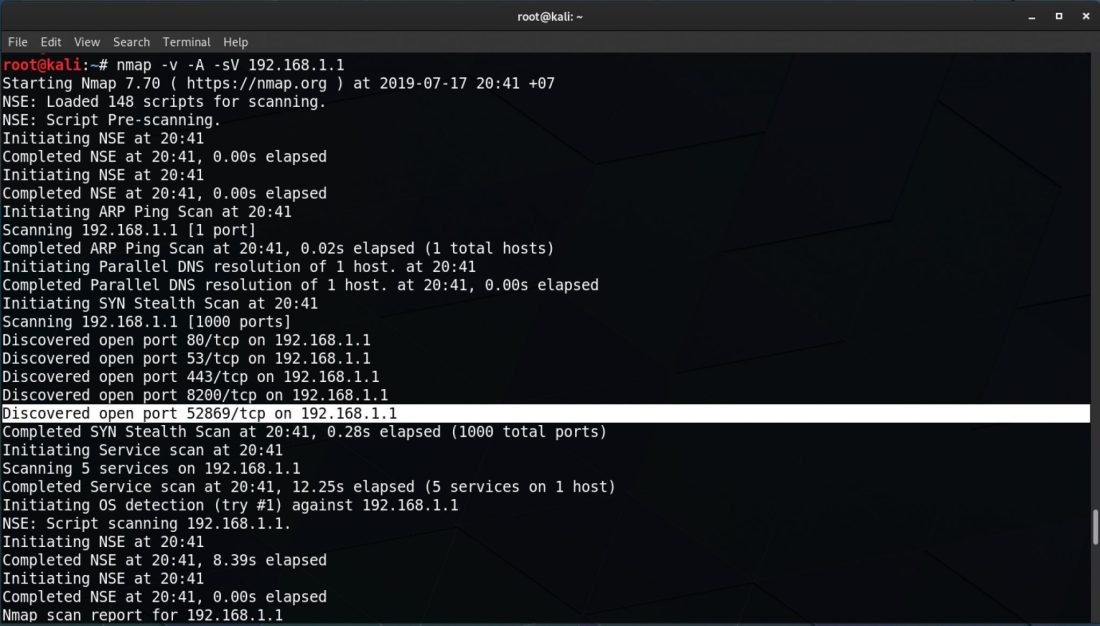 root@kali: ~
File Edit View Search Terminal Help
root@kali:~# nmap -v -A -sV 192.168.1.1
Starting Nmap 7.70 ( https://nmap.org ) at 2019-07-17 20:41 +07
NSE: Loaded 148 scripts for scanning.
NSE: Script Pre-scanning.
Initiating NSE at 20:41
Completed NSE at 20:41, 0.00s elapsed
Initiating NSE at 20:41
Completed NSE at 20:41, 0.00s elapsed
Initiating ARP Ping Scan at 20:41
Scanning 192.168.1.1 [1 port]
Completed ARP Ping Scan at 20:41, 0.02s elapsed (1 total hosts)
Initiating Parallel DNS resolution of 1 host. at 20:41
Completed Parallel DNS resolution of 1 host. at 20:41, 0.00s elapsed
Initiating SYN Stealth Scan at 20:41
Scanning 192.168.1.1 [1000 ports]
Discovered open port 80/tcp on 192.168.1.1
Discovered open port 53/tcp on 192.168.1.1
Discovered open port 443/tcp on 192.168.1.1
Discovered open port 8200/tcp on 192.168.1.1
Discovered open port 52869/tcp on 192.168.1.1
Completed SYN Stealth Scan at 20:41, 0.28s elapsed (1000 total ports)
Initiating Service scan at 20:41
Scanning 5 services on 192.168.1.1
Completed Service scan at 20:41, 12.25s elapsed (5 services on 1 host)
Initiating OS detection (try #1) against 192.168.1.1
NSE: Script scanning 192.168.1.1.
Initiating NSE at 20:41
Completed NSE at 20:41, 8.39s elapsed
Initiating NSE at 20:41
Completed NSE at 20:41, 0.00s elapsed
Nmap scan report for 192.168.1.1